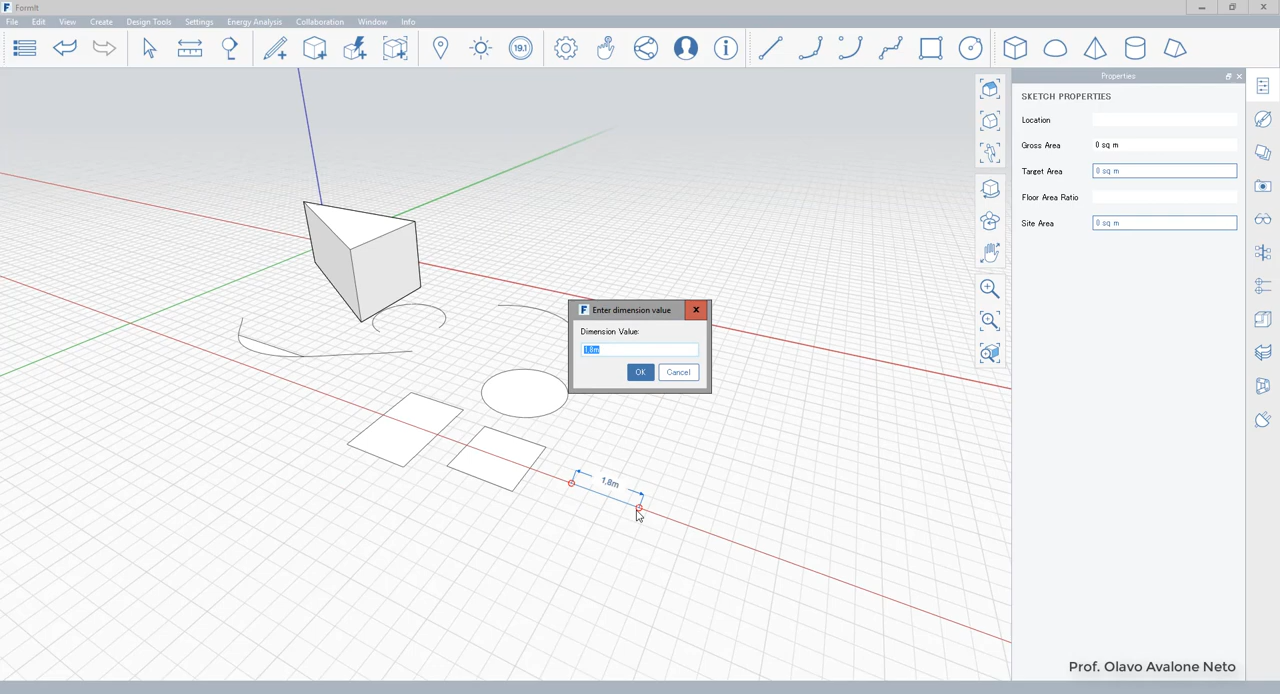 FormIt
File Edit View Create Design Tools Settings Energy Analysis Collaboration Window Info
19.1
Properties
SKETCH PROPERTIES
Location
Gross Area 0 sq m
Target Area 0 sq m
Floor Area Ratio
Site Area 0 sq m
Enter dimension value
Dimension Value:
1,8m
OK Cancel
1,8m
Prof. Olavo Avalone Neto